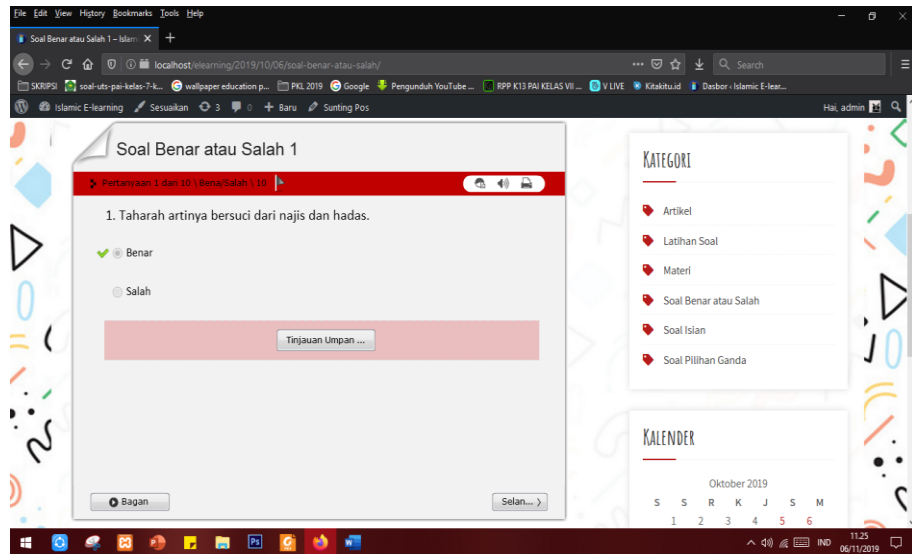 File Edit View History Bookmarks Tools Help
Soal Benar atau Salah 1 – Islam
localhost/elearning/2019/10/06/soal-benar-atau-salah/
Search
SKRIPSI soal-uts-pai-kelas-7-k... wallpaper education p... PKL 2019 Google Pengunduh YouTube ... RPP K13 PAI KELAS VII ... V LIVE Kitakitu.id Dasbor ‹ Islamic E-lear...
Islamic E-learning Sesuaikan 3 0 Baru Sunting Pos Hai, admin
Soal Benar atau Salah 1
Pertanyaan 1 dari 10 \ Benar/Salah \ 10
1. Taharah artinya bersuci dari najis dan hadas.
Benar
Salah
Tinjauan Umpan ...
Bagan
Selan...
KATEGORI
Artikel
Latihan Soal
Materi
Soal Benar atau Salah
Soal Isian
Soal Pilihan Ganda
KALENDER
Oktober 2019
S S R K J S M
1 2 3 4 5 6
IND
11.25
06/11/2019